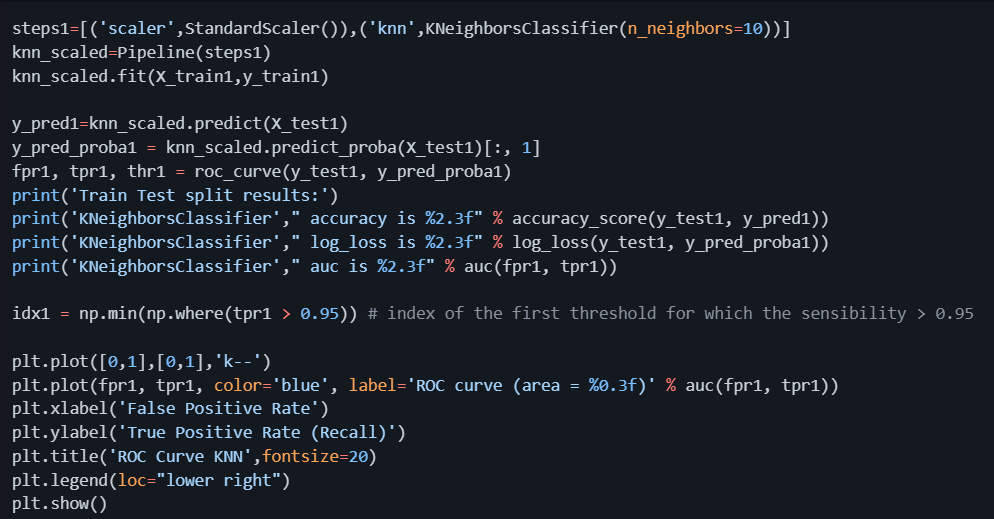 steps1=[('scaler',StandardScaler()),('knn',KNeighborsClassifier(n_neighbors=10))]
knn_scaled=Pipeline(steps1)
knn_scaled.fit(X_train1,y_train1)

y_pred1=knn_scaled.predict(X_test1)
y_pred_proba1 = knn_scaled.predict_proba(X_test1)[:, 1]
fpr1, tpr1, thr1 = roc_curve(y_test1, y_pred_proba1)
print('Train Test split results:')
print('KNeighborsClassifier'," accuracy is %2.3f" % accuracy_score(y_test1, y_pred1))
print('KNeighborsClassifier'," log_loss is %2.3f" % log_loss(y_test1, y_pred_proba1))
print('KNeighborsClassifier'," auc is %2.3f" % auc(fpr1, tpr1))

idx1 = np.min(np.where(tpr1 > 0.95)) # index of the first threshold for which the sensibility > 0.95

plt.plot([0,1],[0,1],'k--')
plt.plot(fpr1, tpr1, color='blue', label='ROC curve (area = %0.3f)' % auc(fpr1, tpr1))
plt.xlabel('False Positive Rate')
plt.ylabel('True Positive Rate (Recall)')
plt.title('ROC Curve KNN',fontsize=20)
plt.legend(loc="lower right")
plt.show()